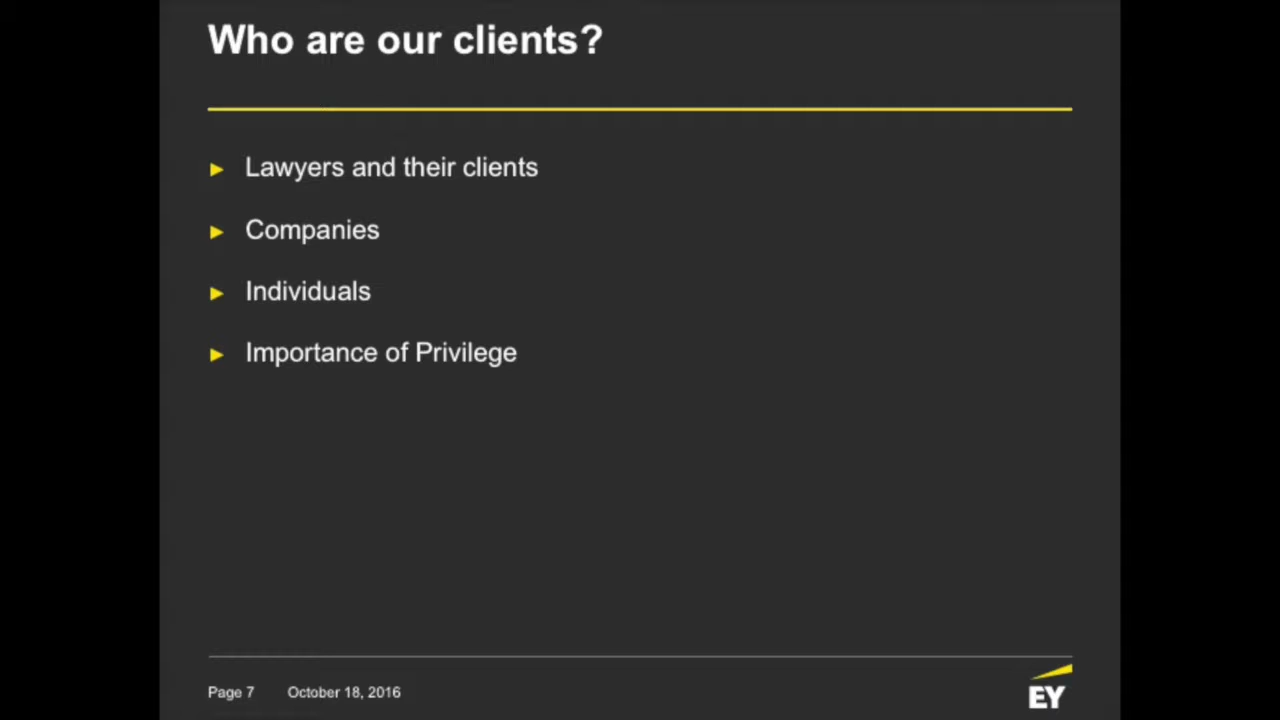 Who are our clients?
► Lawyers and their clients
► Companies
► Individuals
► Importance of Privilege
Page 7 October 18, 2016
EY